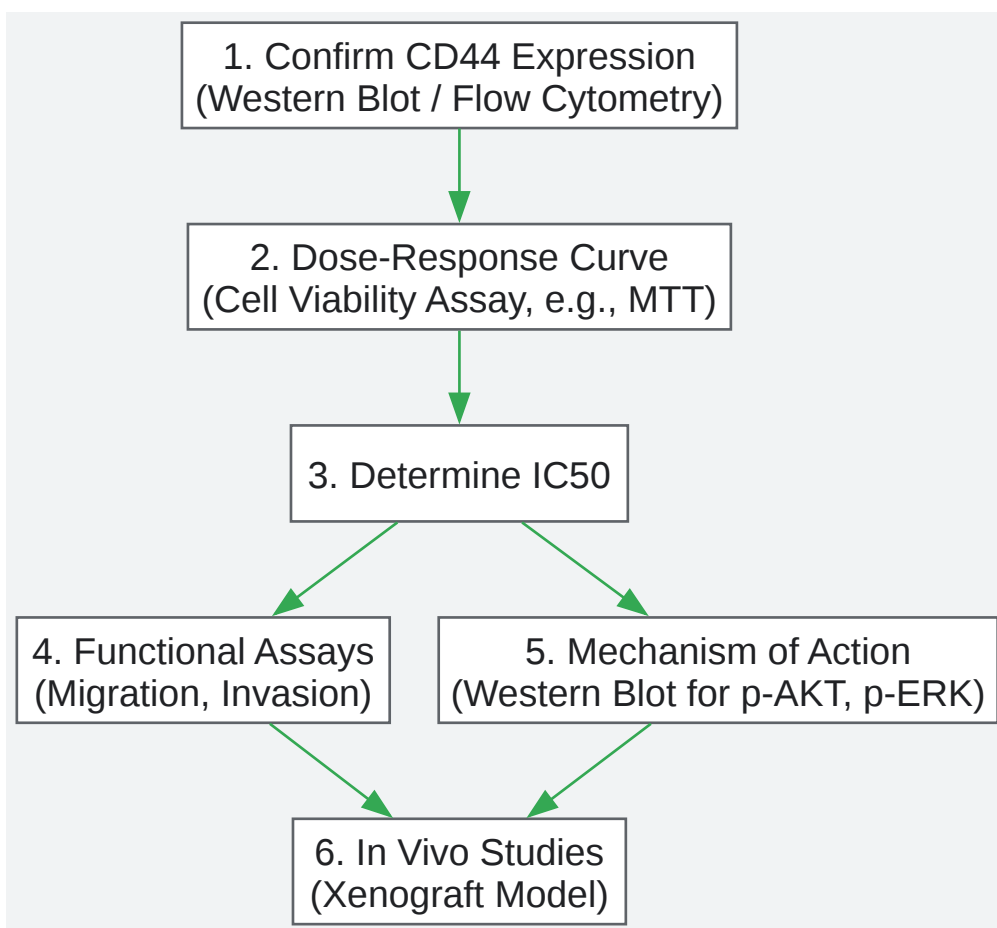 1. Confirm CD44 Expression
(Western Blot / Flow Cytometry)
2. Dose-Response Curve
(Cell Viability Assay, e.g., MTT)
3. Determine IC50
4. Functional Assays
(Migration, Invasion)
5. Mechanism of Action
(Western Blot for p-AKT, p-ERK)
6. In Vivo Studies
(Xenograft Model)